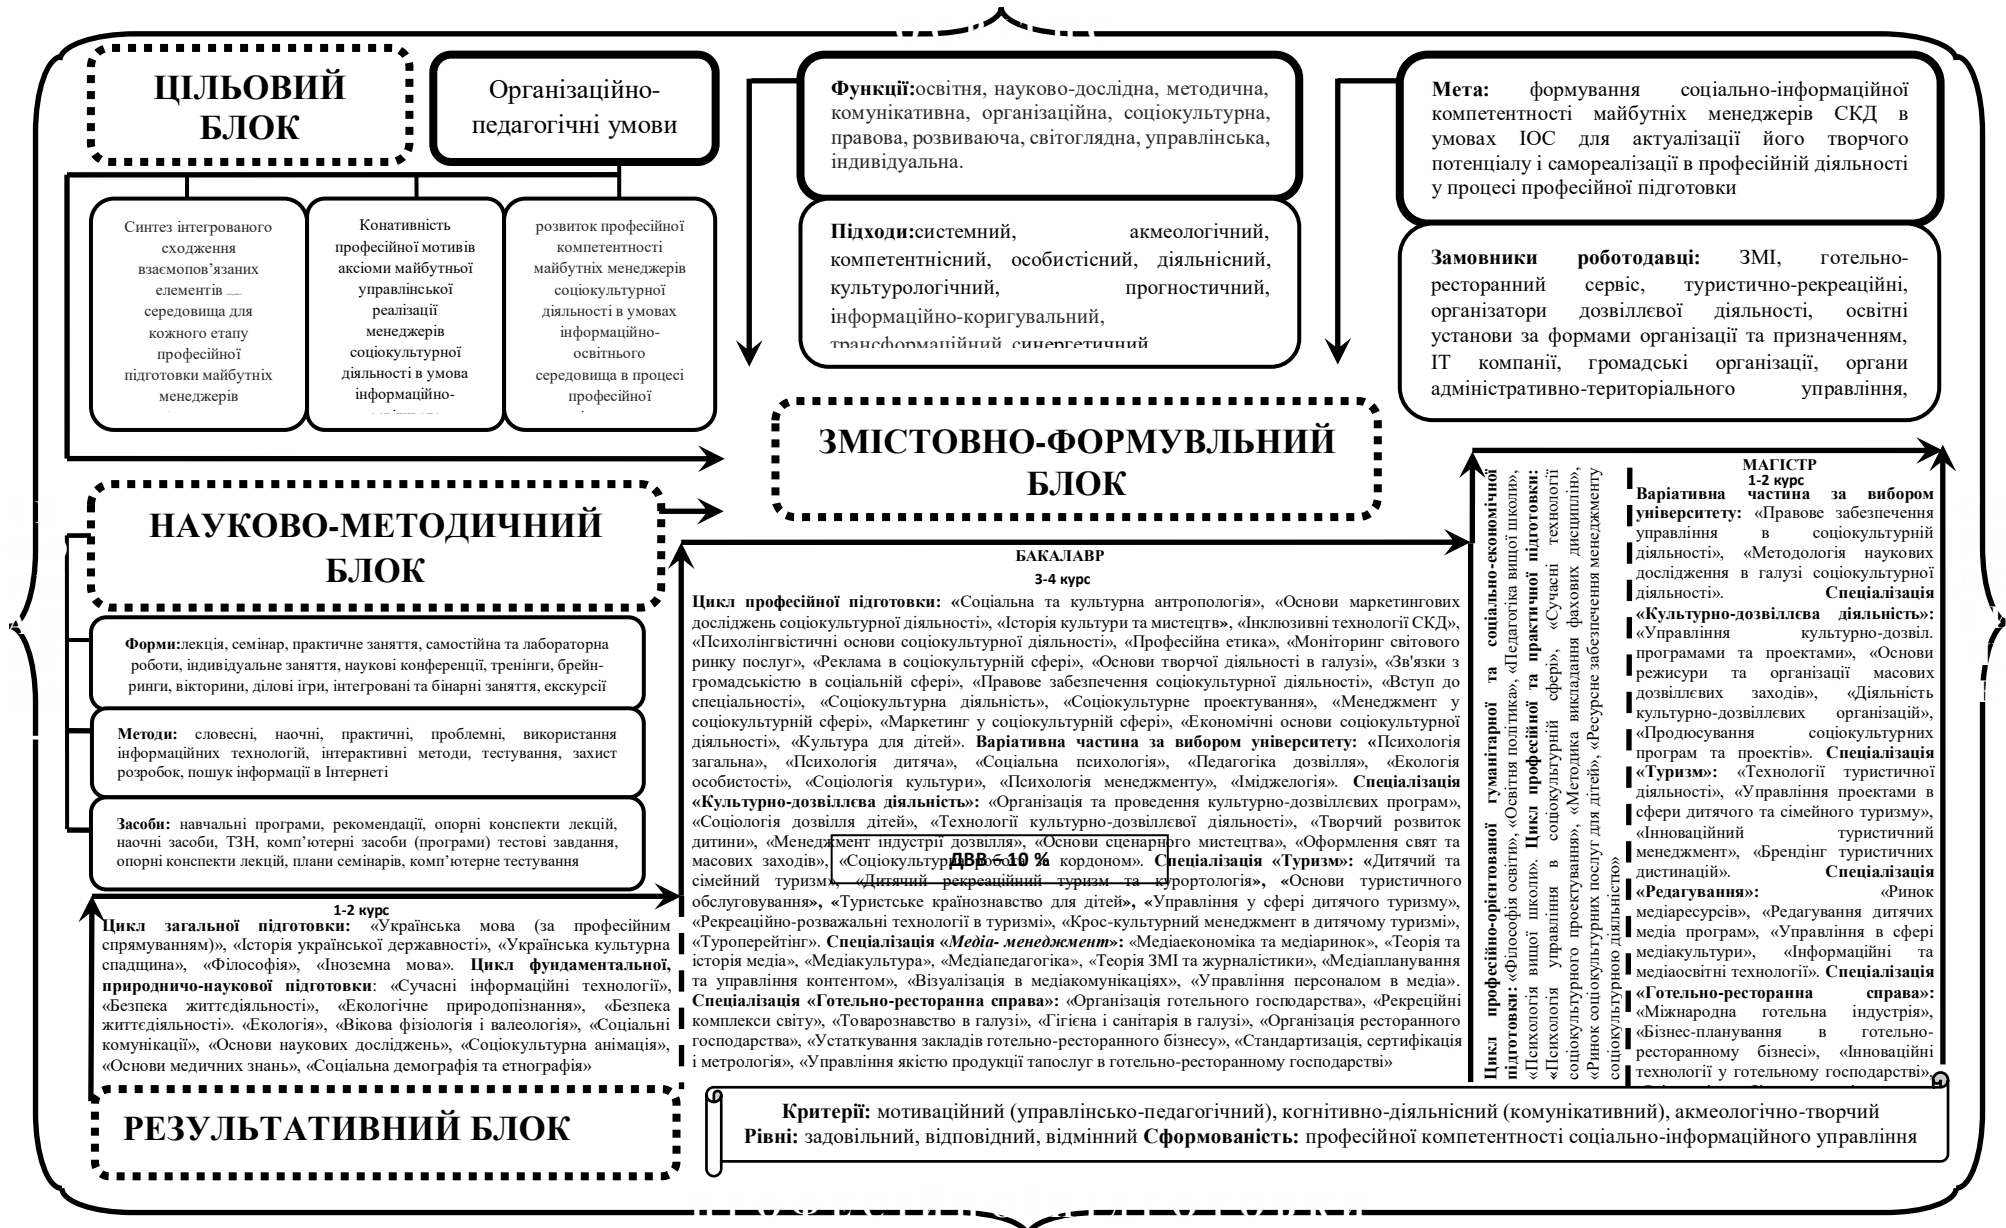 ЦІЛЬОВИЙ
БЛОК
Організаційно-
педагогічні умови
Функції:освітня, науково-дослідна, методична,
комунікативна, організаційна, соціокультурна,
правова, розвиваюча, світоглядна, управлінська,
індивідуальна.
Мета: формування соціально-інформаційної
компетентності майбутніх менеджерів СКД в
умовах ІОС для актуалізації його творчого
потенціалу і самореалізації в професійній діяльності
у процесі професійної підготовки
Синтез інтегрованого
сходження
взаємопов’язаних
елементів —
середовища для
кожного етапу
професійної
підготовки майбутніх
менеджерів
Конативність
професійної мотивів
аксіоми майбутньої
управлінської
реалізації
менеджерів
соціокультурної
діяльності в умова
інформаційно-
розвиток професійної
компетентності
майбутніх менеджерів
соціокультурної
діяльності в умовах
інформаційно-
освітнього
середовища в процесі
професійної
Підходи:системний, акмеологічний,
компетентнісний, особистісний, діяльнісний,
культурологічний, прогностичний,
інформаційно-коригувальний,
трансформаційний, синергетичний
Замовники роботодавці: ЗМІ, готельно-
ресторанний сервіс, туристично-рекреаційні,
організатори дозвіллєвої діяльності, освітні
установи за формами організації та призначенням,
ІТ компанії, громадські організації, органи
адміністративно-територіального управління,
ЗМІСТОВНО-ФОРМУВЛЬНИЙ
БЛОК
НАУКОВО-МЕТОДИЧНИЙ
БЛОК
Форми:лекція, семінар, практичне заняття, самостійна та лабораторна
роботи, індивідуальне заняття, наукові конференції, тренінги, брейн-
ринги, вікторини, ділові ігри, інтегровані та бінарні заняття, екскурсії
Методи: словесні, наочні, практичні, проблемні, використання
інформаційних технологій, інтерактивні методи, тестування, захист
розробок, пошук інформації в Інтернеті
Засоби: навчальні програми, рекомендації, опорні конспекти лекцій,
наочні засоби, ТЗН, комп’ютерні засоби (програми) тестові завдання,
опорні конспекти лекцій, плани семінарів, комп’ютерне тестування
1-2 курс
Цикл загальної підготовки: «Українська мова (за професійним
спрямуванням)», «Історія української державності», «Українська культурна
спадщина», «Філософія», «Іноземна мова». Цикл фундаментальної,
природничо-наукової підготовки: «Сучасні інформаційні технології»,
«Безпека життєдіяльності», «Екологічне природопізнання», «Безпека
життєдіяльності». «Екологія», «Вікова фізіологія і валеологія», «Соціальні
комунікації», «Основи наукових досліджень», «Соціокультурна анімація»,
«Основи медичних знань», «Соціальна демографія та етнографія»
БАКАЛАВР
3-4 курс
Цикл професійної підготовки: «Соціальна та культурна антропологія», «Основи маркетингових
досліджень соціокультурної діяльності», «Історія культури та мистецтв», «Інклюзивні технології СКД»,
«Психолінгвістичні основи соціокультурної діяльності», «Професійна етика», «Моніторинг світового
ринку послуг», «Реклама в соціокультурній сфері», «Основи творчої діяльності в галузі», «Зв'язки з
громадськістю в соціальній сфері», «Правове забезпечення соціокультурної діяльності», «Вступ до
спеціальності», «Соціокультурна діяльність», «Соціокультурне проектування», «Менеджмент у
соціокультурній сфері», «Маркетинг у соціокультурній сфері», «Економічні основи соціокультурної
діяльності», «Культура для дітей». Варіативна частина за вибором університету: «Психологія
загальна», «Психологія дитяча», «Соціальна психологія», «Педагогіка дозвілля», «Екологія
особистості», «Соціологія культури», «Психологія менеджменту», «Іміджелогія». Спеціалізація
«Культурно-дозвіллєва діяльність»: «Організація та проведення культурно-дозвіллєвих програм»,
«Соціологія дозвілля дітей», «Технології культурно-дозвіллєвої діяльності», «Творчий розвиток
дитини», «Менеджмент індустрії дозвілля», «Основи сценарного мистецтва», «Оформлення свят та
масових заходів», «Соціокультурна робота за кордоном». Спеціалізація «Туризм»: «Дитячий та
ДВВ – 10 %
сімейний туризм», «Дитячий рекреаційний туризм та курортологія», «Основи туристичного
обслуговування», «Туристське країнознавство для дітей», «Управління у сфері дитячого туризму»,
«Рекреаційно-розважальні технології в туризмі», «Крос-культурний менеджмент в дитячому туризмі»,
«Туроперейтінг». Спеціалізація «Медіа- менеджмент»: «Медіаекономіка та медіаринок», «Теорія та
історія медіа», «Медіакультура», «Медіапедагогіка», «Теорія ЗМІ та журналістики», «Медіапланування
та управління контентом», «Візуалізація в медіакомунікаціях», «Управління персоналом в медіа».
Спеціалізація «Готельно-ресторанна справа»: «Організація готельного господарства», «Рекреційні
комплекси світу», «Товарознавство в галузі», «Гігієна і санітарія в галузі», «Організація ресторанного
господарства», «Устаткування закладів готельно-ресторанного бізнесу», «Стандартизація, сертифікація
і метрологія», «Управління якістю продукції тапослуг в готельно-ресторанному господарстві»
Цикл професійно-орієнтованої гуманітарної та соціально-економічної
підготовки: «Філософія освіти», «Освітня політика», «Педагогіка вищої школи»,
«Психологія вищої школи». Цикл професійної та практичної підготовки:
«Психологія управління в соціокультурній сфері», «Сучасні технології
соціокультурного проектування», «Методика викладання фахових дисциплін»,
«Ринок соціокультурних послуг для дітей», «Ресурсне забезпечення менеджменту
соціокультурною діяльністю»
МАГІСТР
1-2 курс
Варіативна частина за вибором
університету: «Правове забезпечення
управління в соціокультурній
діяльності», «Методологія наукових
дослідження в галузі соціокультурної
діяльності». Спеціалізація
«Культурно-дозвіллєва діяльність»:
«Управління культурно-дозвіл.
програмами та проектами», «Основи
режисури та організації масових
дозвіллєвих заходів», «Діяльність
культурно-дозвіллєвих організацій»,
«Продюсування соціокультурних
програм та проектів». Спеціалізація
«Туризм»: «Технології туристичної
діяльності», «Управління проектами в
сфери дитячого та сімейного туризму»,
«Інноваційний туристичний
менеджмент», «Брендінг туристичних
дистинацій». Спеціалізація
«Редагування»: «Ринок
медіаресурсів», «Редагування дитячих
медіа програм», «Управління в сфері
медіакультури», «Інформаційні та
медіаосвітні технології». Спеціалізація
«Готельно-ресторанна справа»:
«Міжнародна готельна індустрія»,
«Бізнес-планування в готельно-
ресторанному бізнесі», «Інноваційні
технології у готельному господарстві»,
РЕЗУЛЬТАТИВНИЙ БЛОК
Критерії: мотиваційний (управлінсько-педагогічний), когнітивно-діяльнісний (комунікативний), акмеологічно-творчий
Рівні: задовільний, відповідний, відмінний Сформованість: професійної компетентності соціально-інформаційного управління